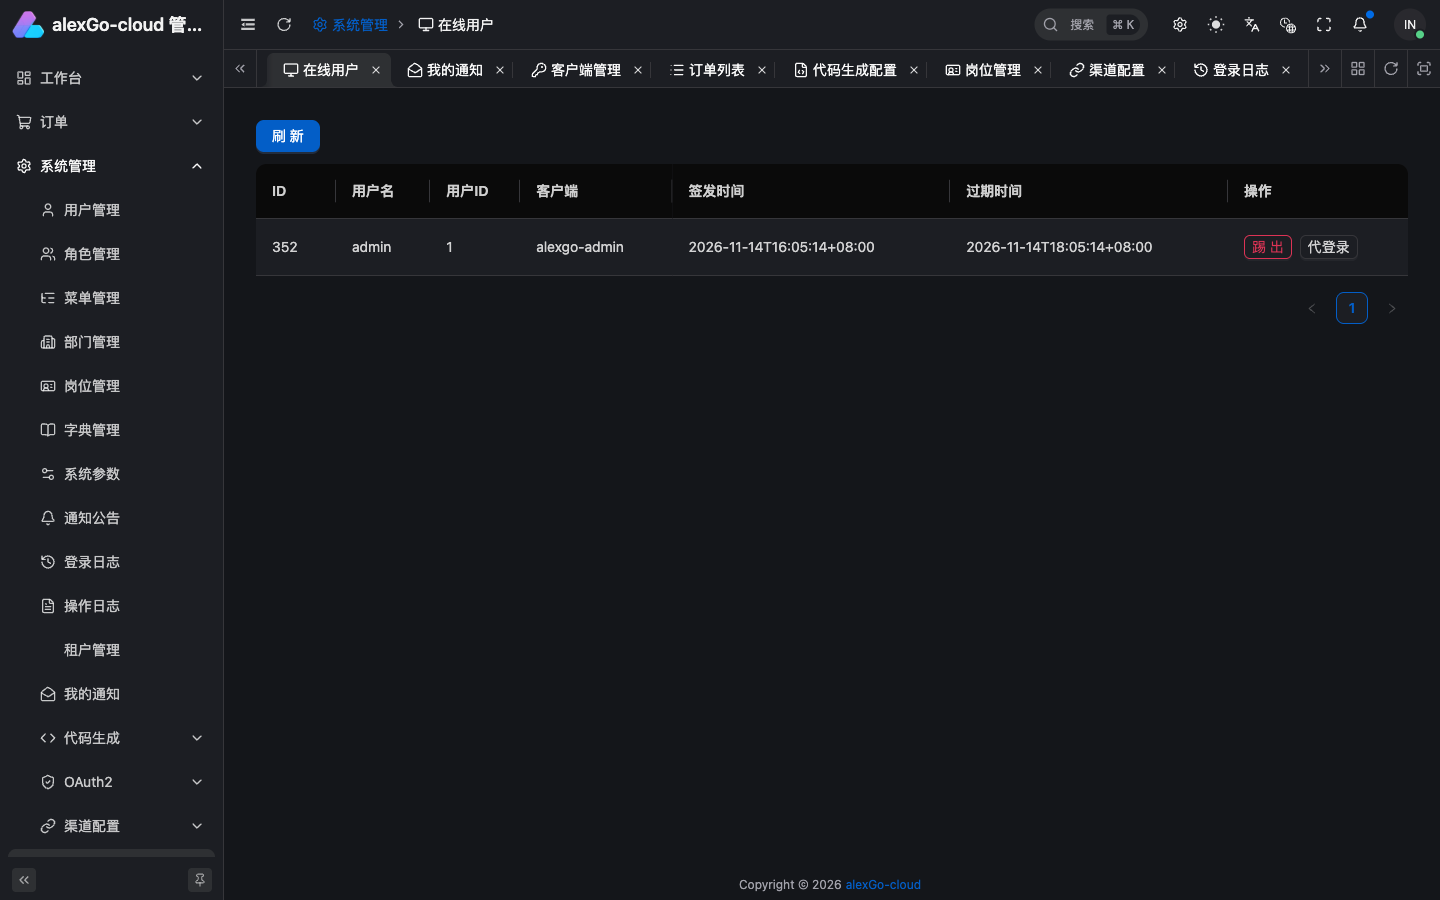 alexGo-cloud 管...
系统管理
在线用户
搜索
⌘ K
IN
在线用户
我的通知
客户端管理
订单列表
代码生成配置
岗位管理
渠道配置
登录日志
工作台
订单
系统管理
用户管理
角色管理
菜单管理
部门管理
岗位管理
字典管理
系统参数
通知公告
登录日志
操作日志
租户管理
我的通知
代码生成
OAuth2
渠道配置
刷 新
ID 用户名 用户ID 客户端 签发时间 过期时间 操作
352 admin 1 alexgo-admin 2026-11-14T16:05:14+08:00 2026-11-14T18:05:14+08:00 踢 出 代登录
1
Copyright © 2026 alexGo-cloud